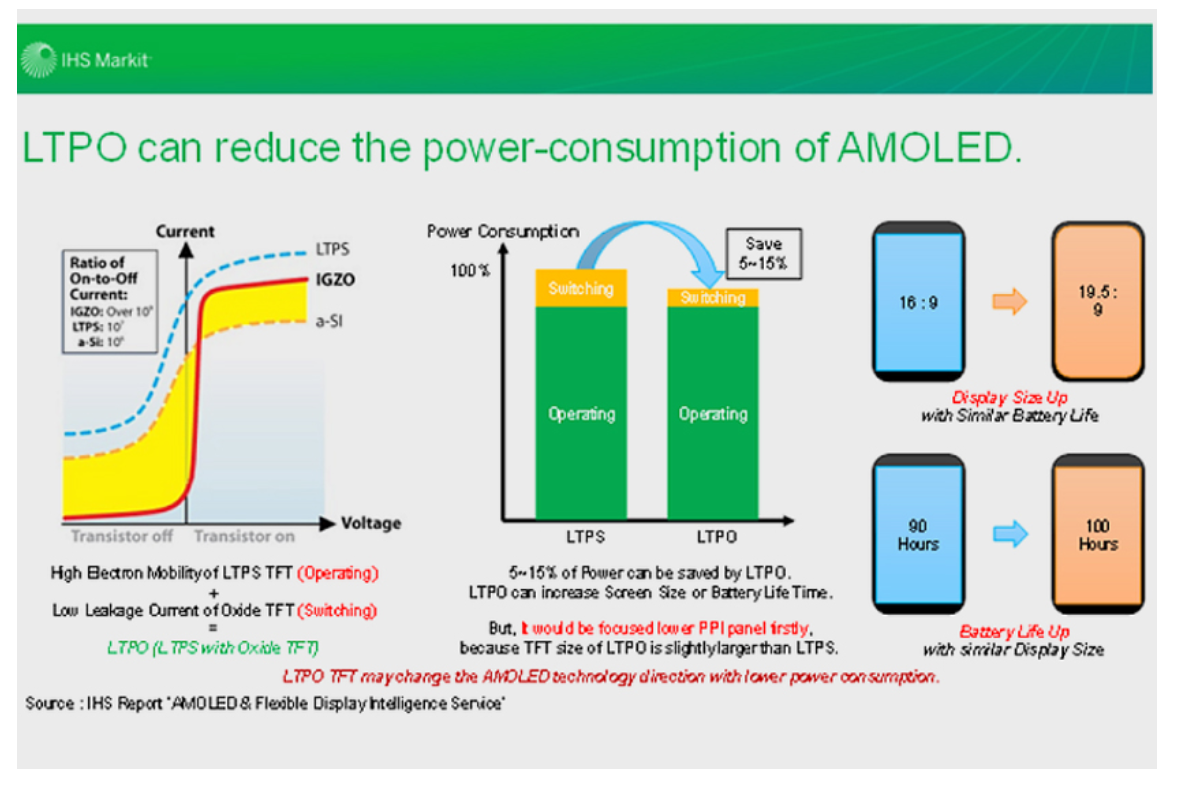 IHS Markit
LTPO can reduce the power-consumption of AMOLED.
Current
Ratio of
On-to-Off
Current:
IGZO: Over 10⁹
LTPS: 10⁷
a-Si: 10⁶
LTPS
IGZO
a-SI
Voltage
Transistor off
Transistor on
High Electron Mobility of LTPS TFT (Operating)
+
Low Leakage Current of Oxide TFT (Switching)
=
LTPO (LTPS with Oxide TFT)
Power Consumption
100%
Save
5~15%
Switching
Switching
Operating
Operating
LTPS
LTPO
5~15% of Power can be saved by LTPO.
LTPO can increase Screen Size or Battery Life Time.
But, it would be focused lower PPI panel firstly,
because TFT size of LTPO is slightly larger than LTPS.
16 : 9
19.5 :
9
Display Size Up
with Similar Battery Life
90
Hours
100
Hours
Battery Life Up
with similar Display Size
LTPO TFT may change the AMOLED technology direction with lower power consumption.
Source : IHS Report "AMOLED & Flexible Display Intelligence Service"